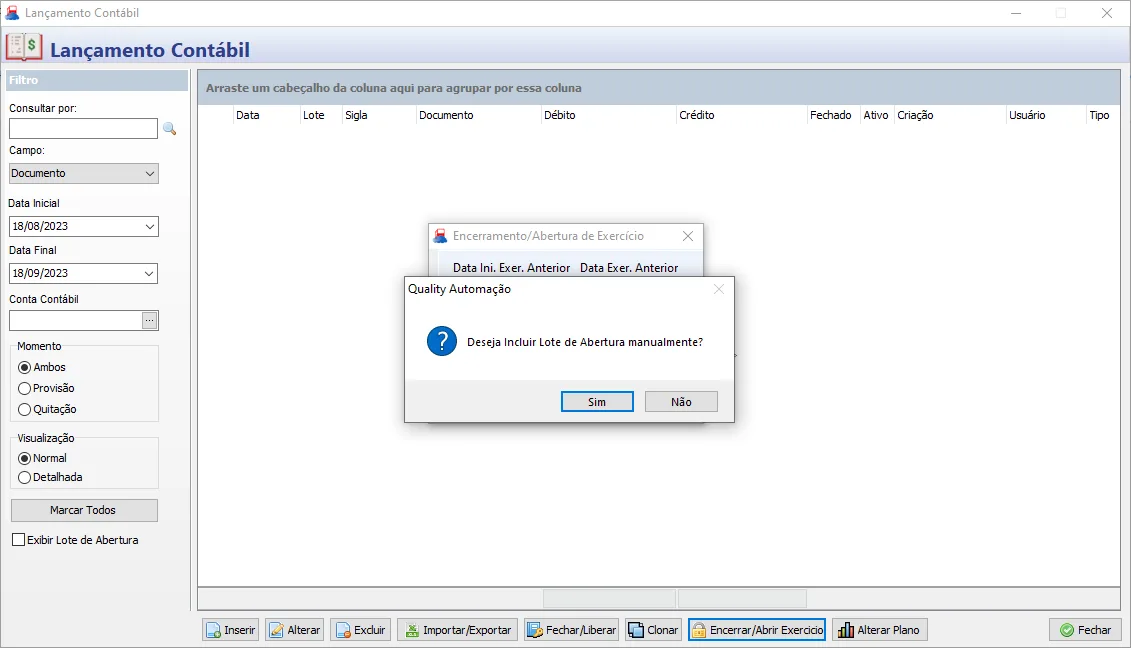 Lançamento Contábil
Lançamento Contábil
Filtro
Consultar por:
Campo:
Documento
Data Inicial
18/08/2023
Data Final
18/09/2023
Conta Contábil
...
Momento
Ambos
Provisão
Quitação
Visualização
Normal
Detalhada
Marcar Todos
Exibir Lote de Abertura
Arraste um cabeçalho da coluna aqui para agrupar por essa coluna
Data Lote Sigla Documento Débito Crédito Fechado Ativo Criação Usuário Tipo
Encerramento/Abertura de Exercício
Data Ini. Exer. Anterior Data Exer. Anterior
Quality Automação
Deseja Incluir Lote de Abertura manualmente?
Sim Não
Inserir Alterar Excluir Importar/Exportar Fechar/Liberar Clonar Encerrar/Abrir Exercicio Alterar Plano Fechar